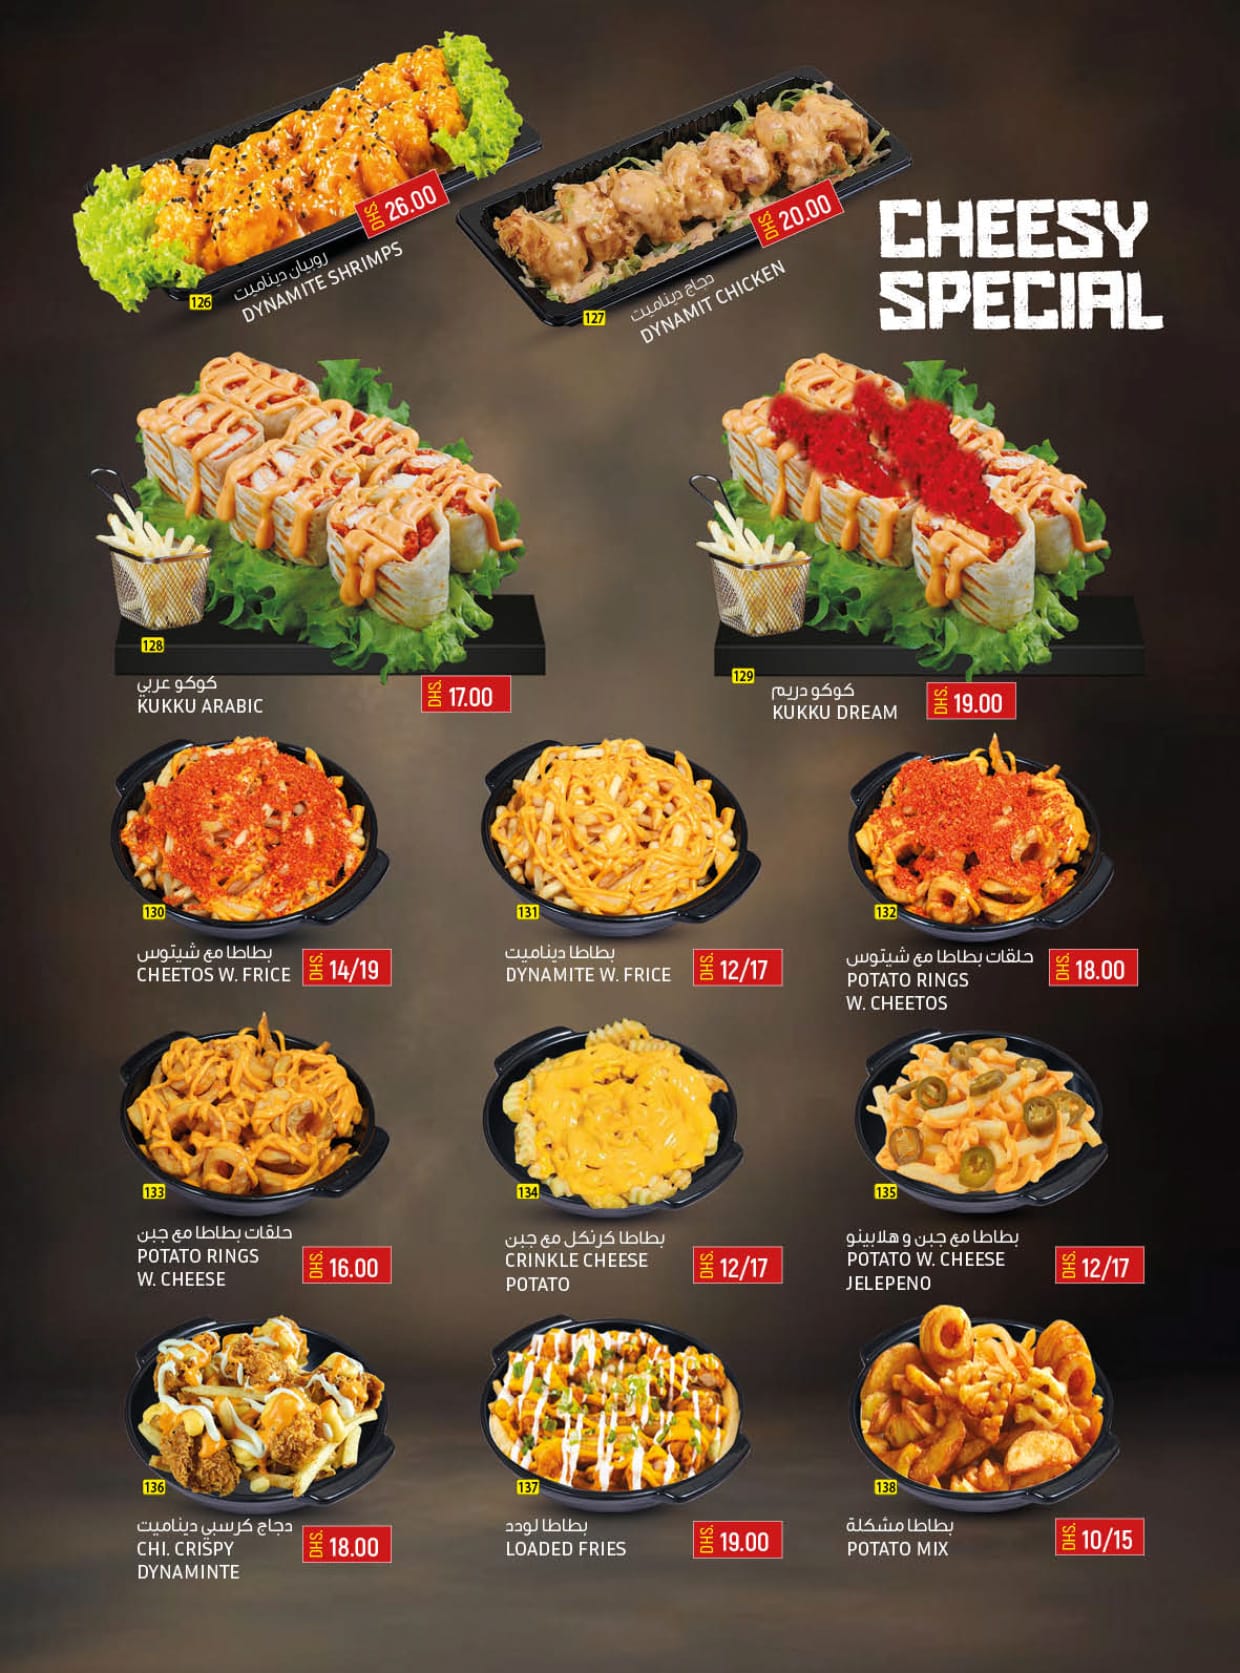 CHEESY
SPECIAL
DHS. 26.00
126
روبيان ديناميت
DYNAMITE SHRIMPS
DHS. 20.00
127
دجاج ديناميت
DYNAMIT CHICKEN
128
كوكو عربي
KUKKU ARABIC
DHS. 17.00
129
كوكو دريم
KUKKU DREAM
DHS. 19.00
130
بطاطا مع شيتوس
CHEETOS W. FRICE
DHS. 14/19
131
بطاطا ديناميت
DYNAMITE W. FRICE
DHS. 12/17
132
حلقات بطاطا مع شيتوس
POTATO RINGS
W. CHEETOS
DHS. 18.00
133
حلقات بطاطا مع جبن
POTATO RINGS
W. CHEESE
DHS. 16.00
134
بطاطا كرنكل مع جبن
CRINKLE CHEESE
POTATO
DHS. 12/17
135
بطاطا مع جبن و هلابينو
POTATO W. CHEESE
JELEPENO
DHS. 12/17
136
دجاج كرسبي ديناميت
CHI. CRISPY
DYNAMINTE
DHS. 18.00
137
بطاطا لودد
LOADED FRIES
DHS. 19.00
138
بطاطا مشكلة
POTATO MIX
DHS. 10/15